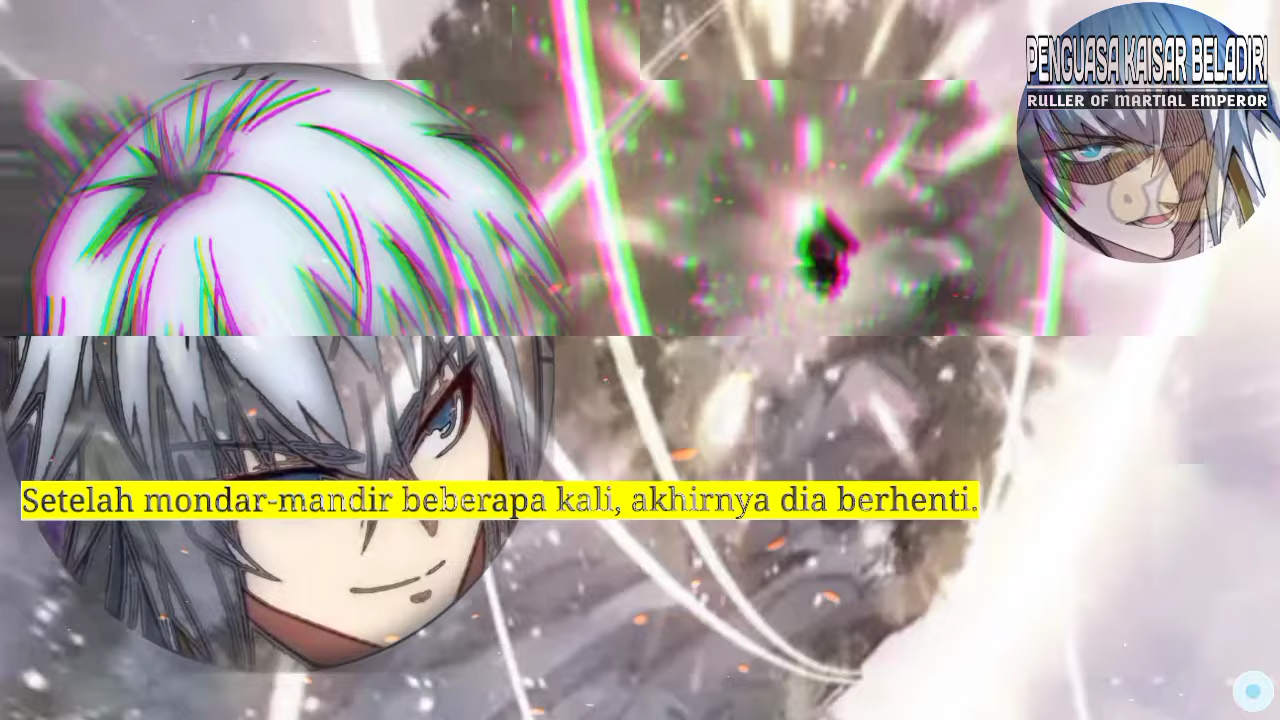 PENGUASA KAISAR BELADIRI
RULLER OF MARTIAL EMPEROR
Setelah mondar-mandir beberapa kali, akhirnya dia berhenti.